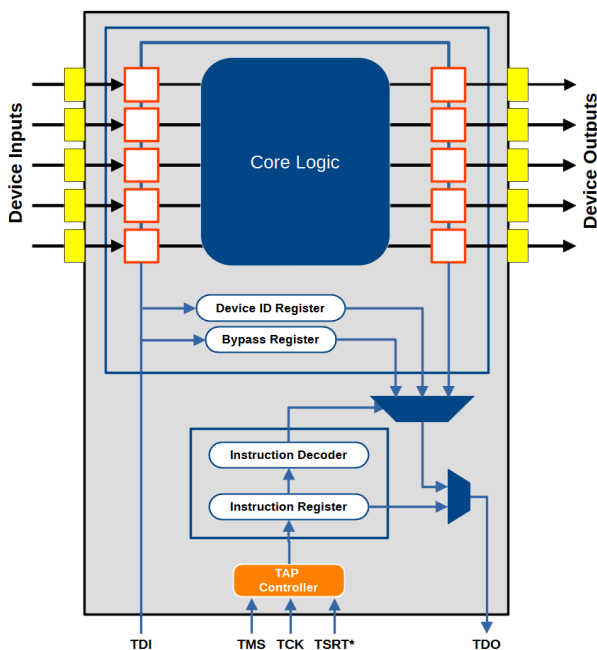 Device Inputs
Core Logic
Device Outputs
Device ID Register
Bypass Register
Instruction Decoder
Instruction Register
TAP
Controller
TDI
TMS
TCK
TSRT*
TDO